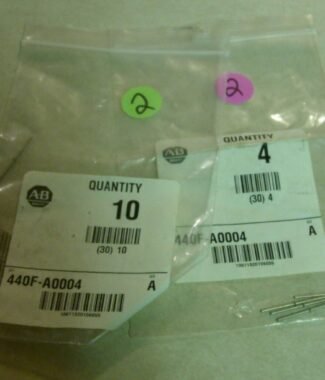 2
2
AB
QUANTITY
10
(30) 10
440F-A0004
A
AB
QUANTITY
4
(30) 4
440F-A0004
A